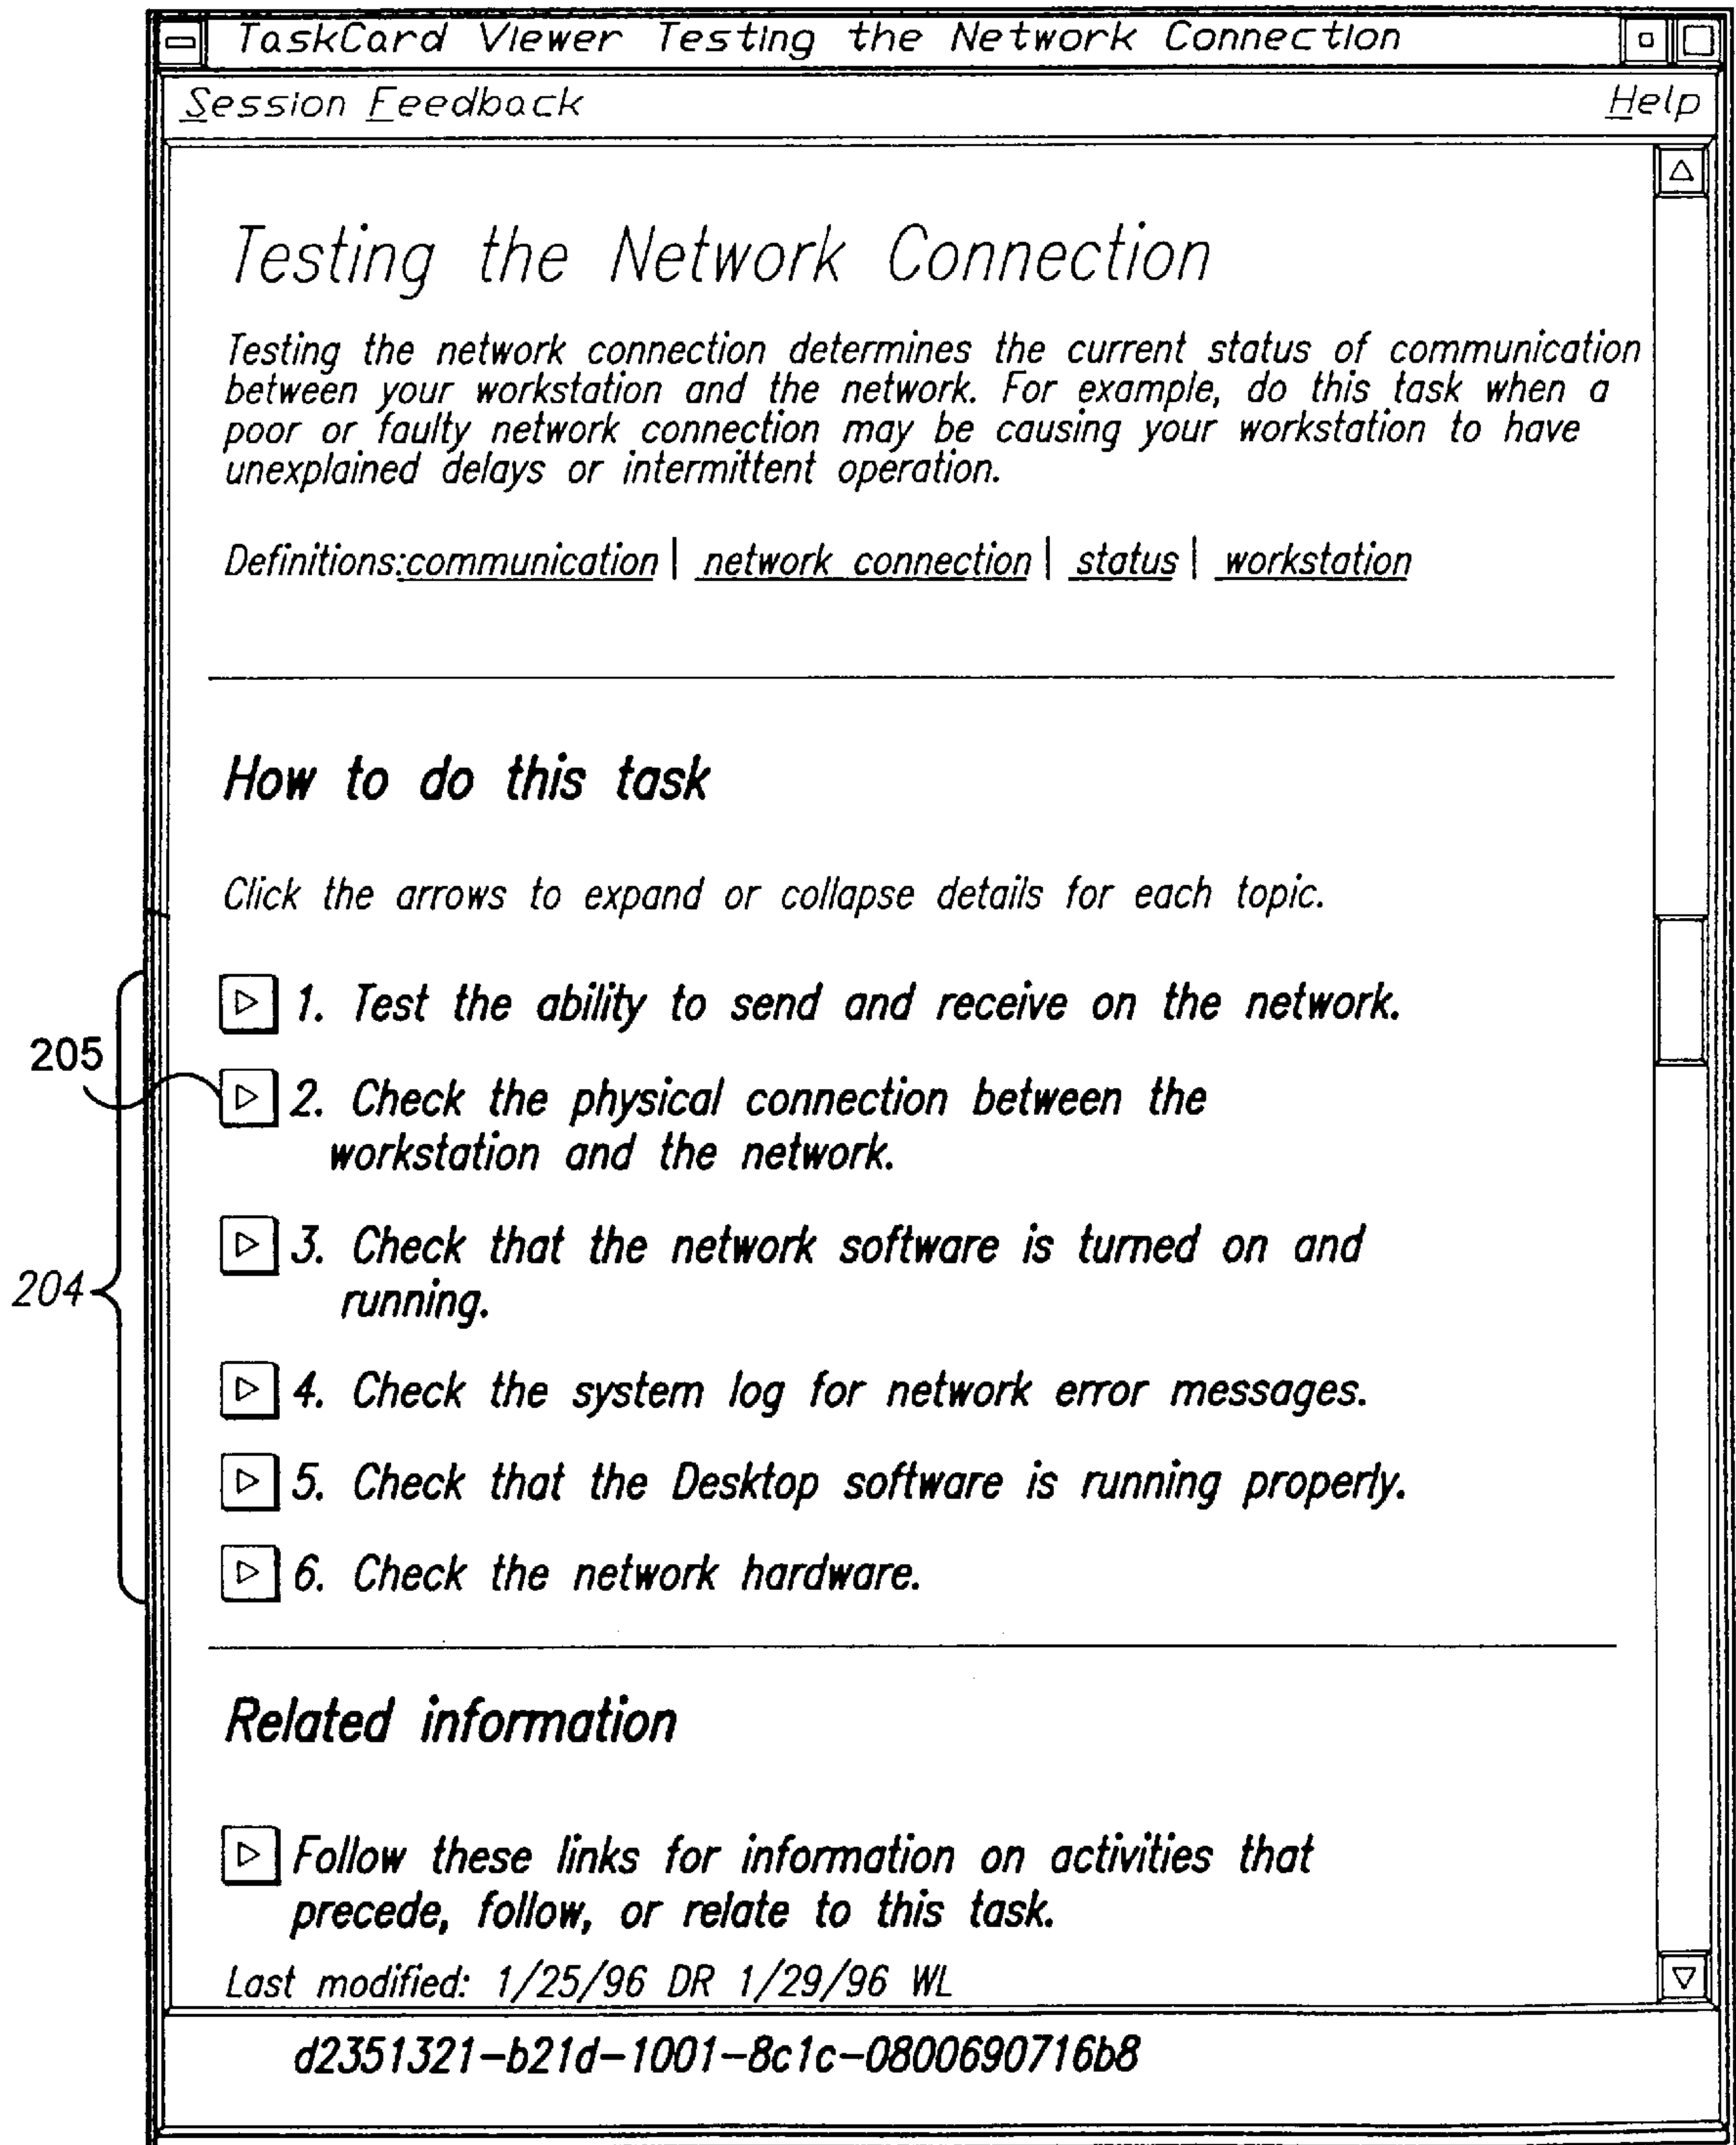 TaskCard Viewer Testing the Network Connection
Session Feedback Help
Testing the Network Connection
Testing the network connection determines the current status of communication
between your workstation and the network. For example, do this task when a
poor or faulty network connection may be causing your workstation to have
unexplained delays or intermittent operation.
Definitions:communication | network connection | status | workstation
How to do this task
Click the arrows to expand or collapse details for each topic.
1. Test the ability to send and receive on the network.
205
2. Check the physical connection between the
workstation and the network.
3. Check that the network software is turned on and
204
running.
4. Check the system log for network error messages.
5. Check that the Desktop software is running properly.
6. Check the network hardware.
Related information
Follow these links for information on activities that
precede, follow, or relate to this task.
Last modified: 1/25/96 DR 1/29/96 WL
d2351321-b21d-1001-8c1c-0800690716b8